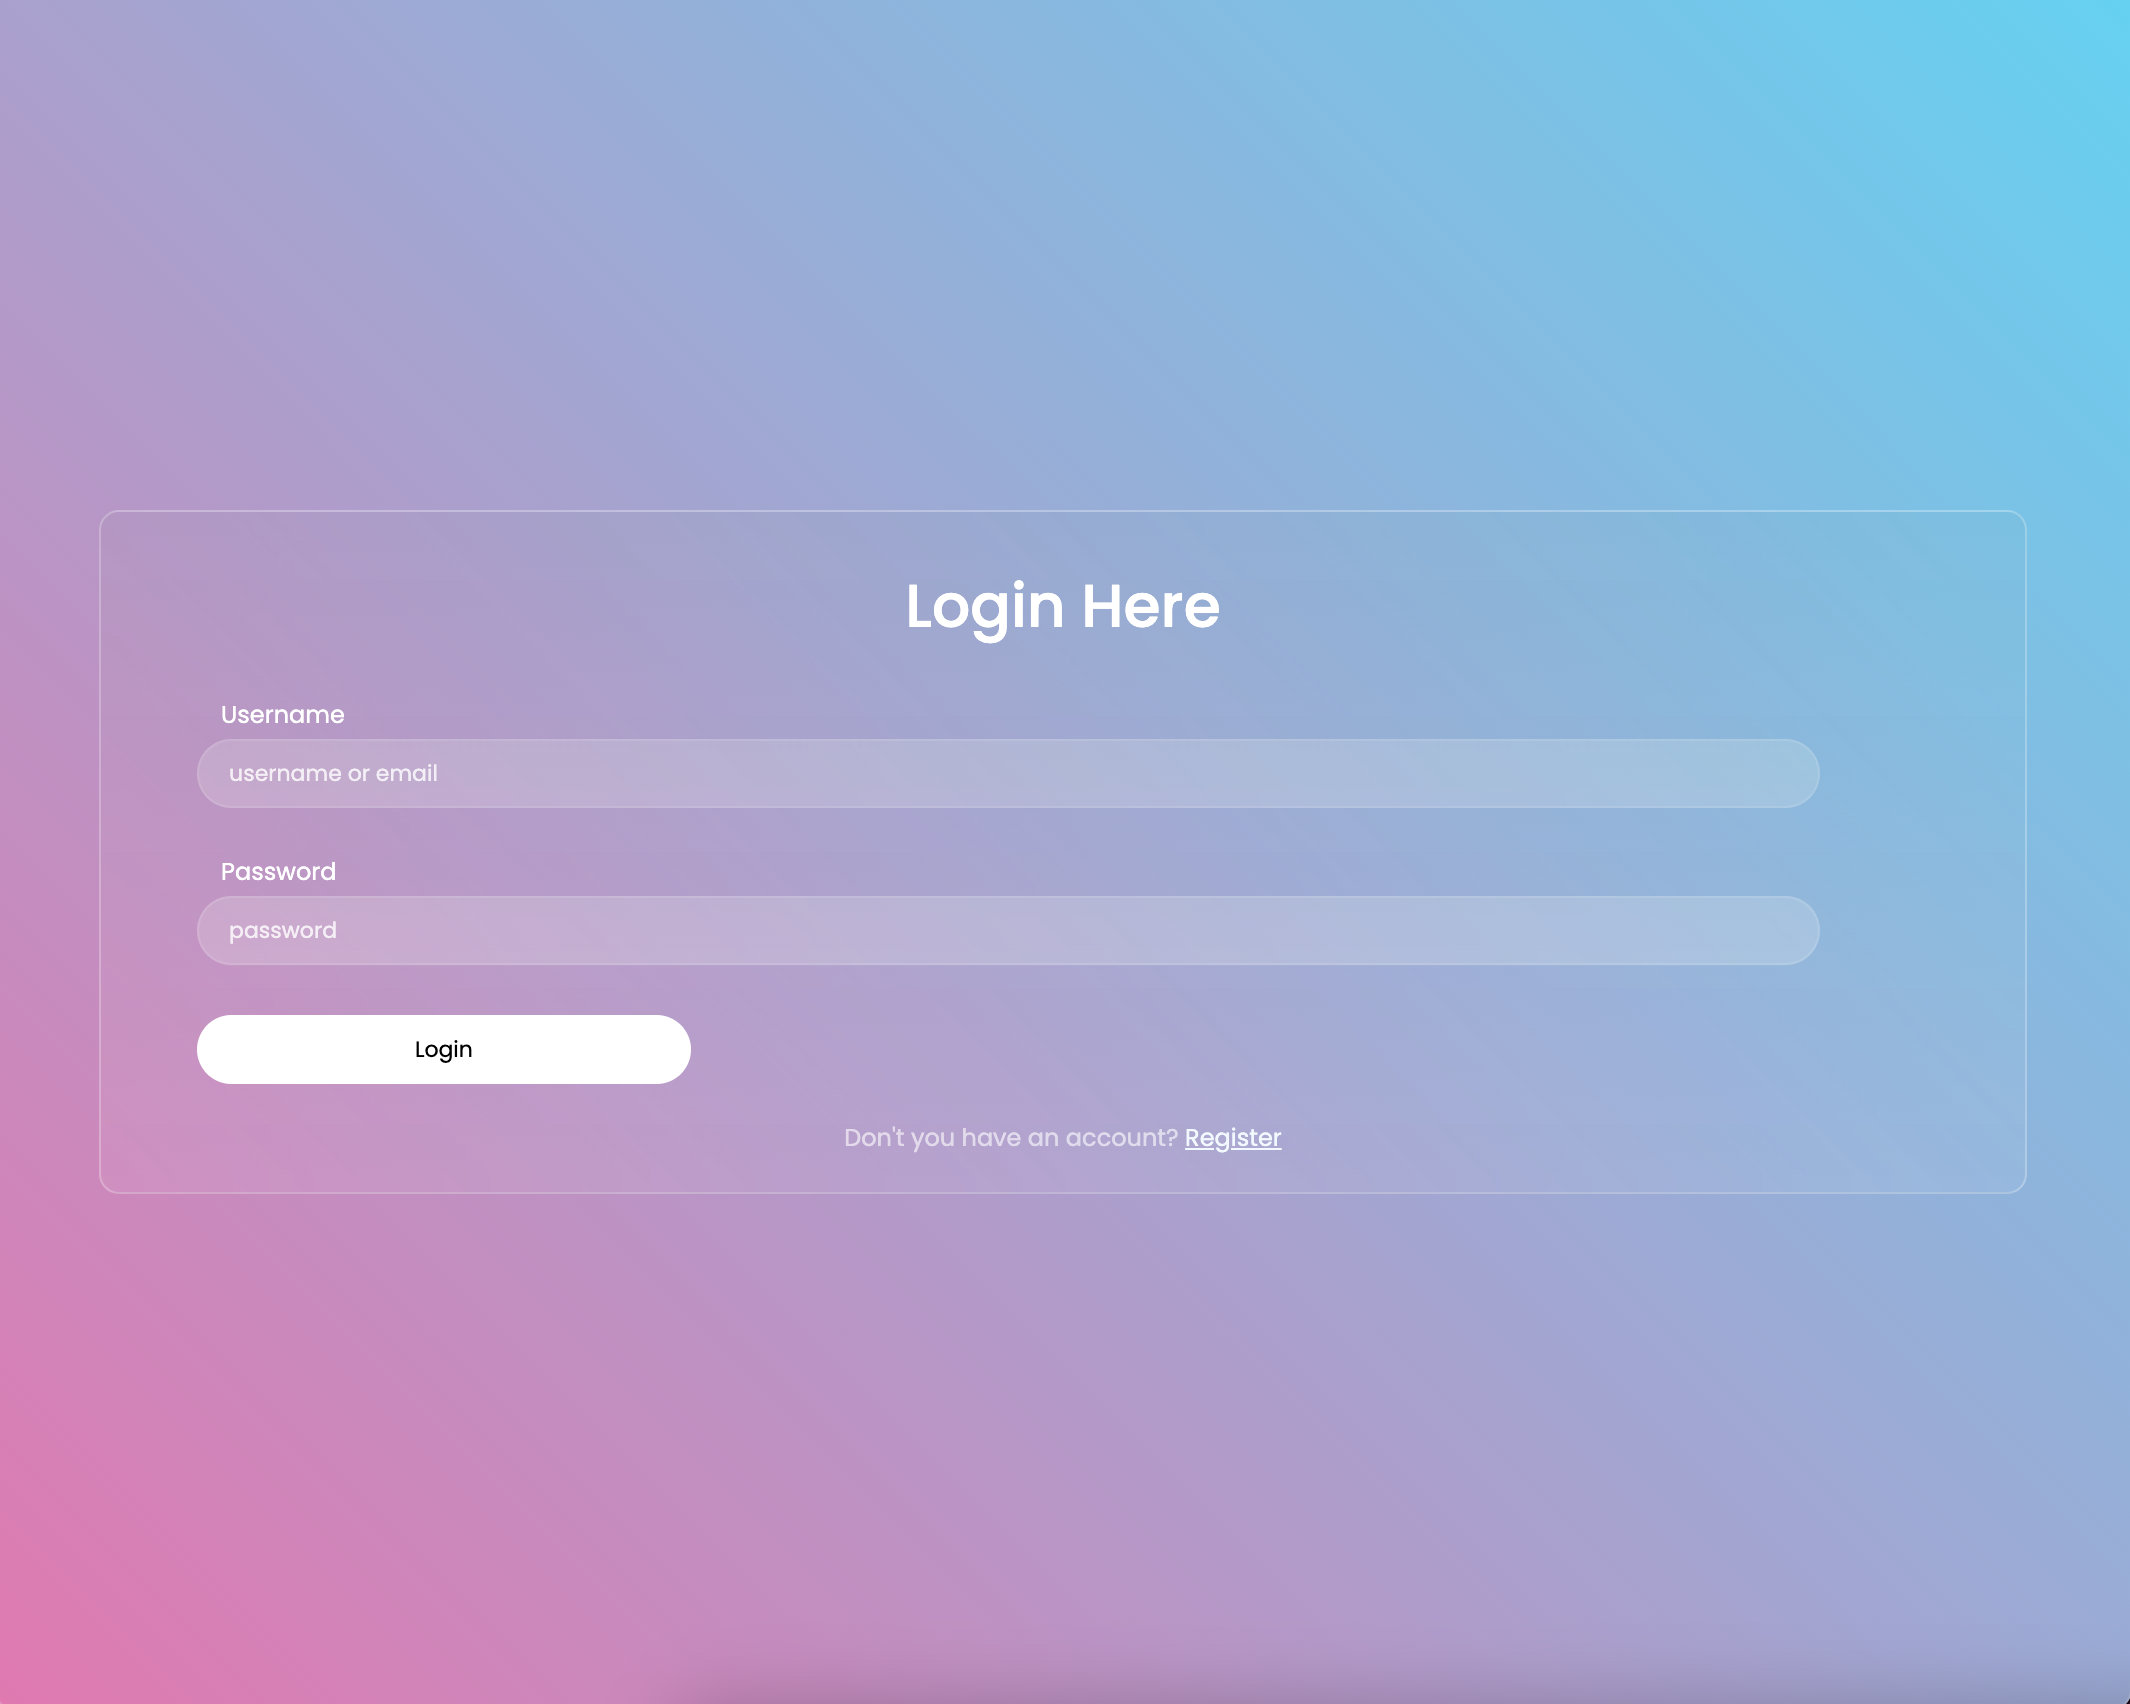 Login Here
Username
username or email
Password
password
Login
Don't you have an account? Register